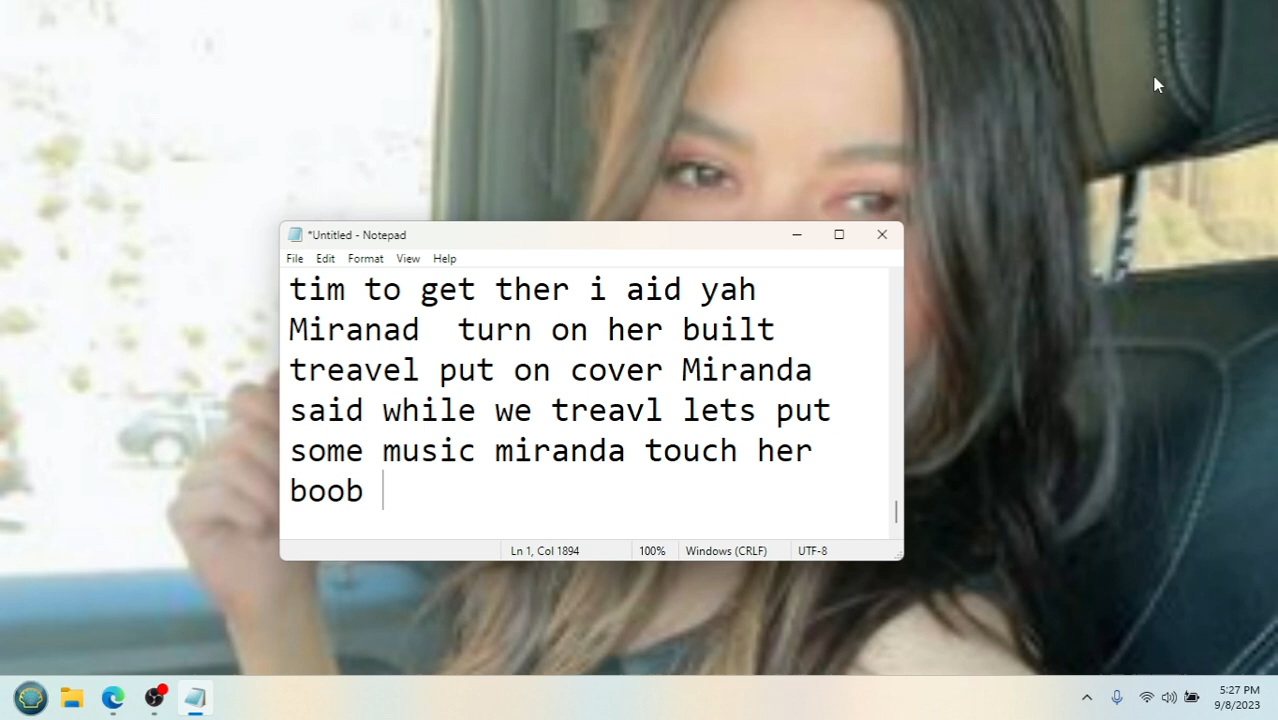 *Untitled - Notepad
File Edit Format View Help
tim to get ther i aid yah
Miranad  turn on her built
treavel put on cover Miranda
said while we treavl lets put
some music miranda touch her
boob
Ln 1, Col 1894 100% Windows (CRLF) UTF-8
5:27 PM
9/8/2023